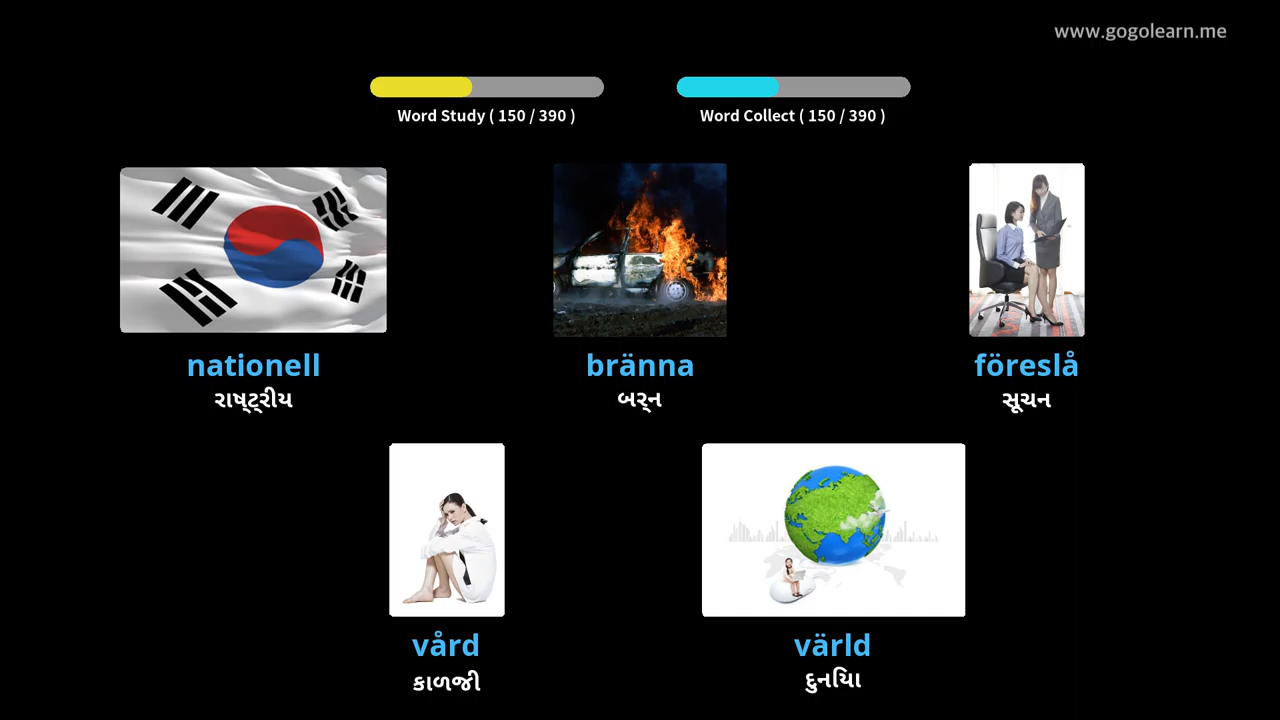 www.gogolearn.me
Word Study ( 150 / 390 )
Word Collect ( 150 / 390 )
nationell
રાષ્ટ્રીય
bränna
બર્ન
föreslå
સૂચન
vård
કાળજી
värld
દુનિયા